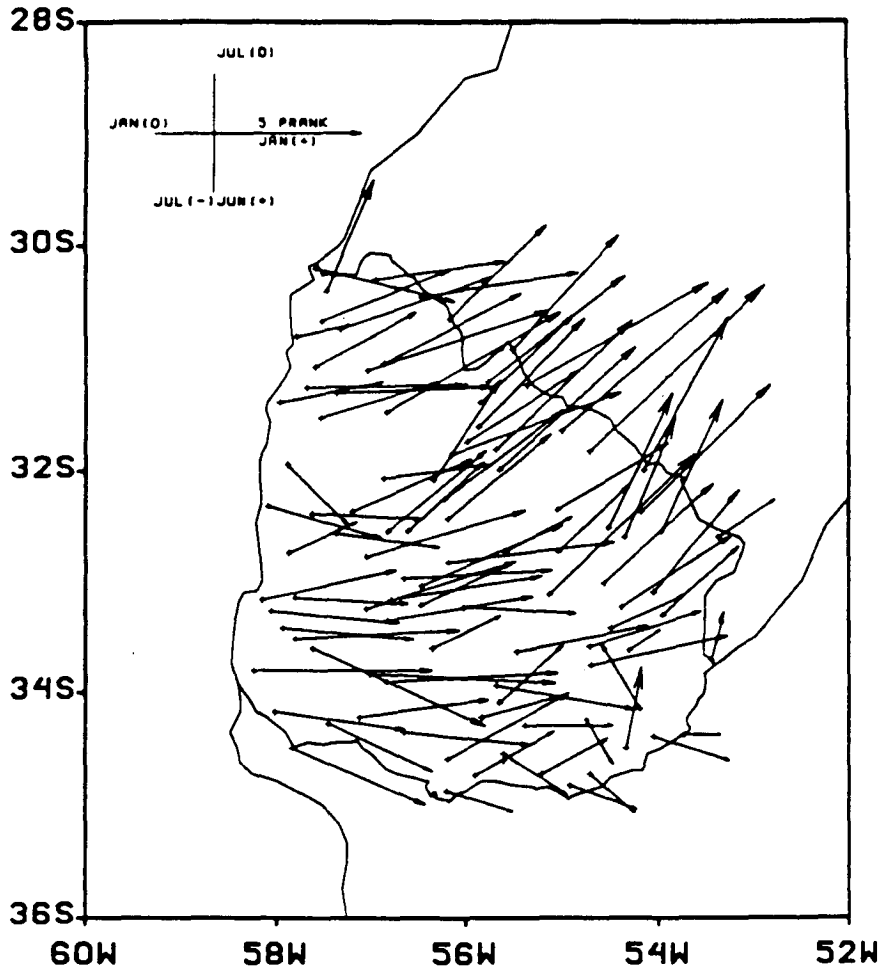 28S
JUL(0)
JAN(0)
5 PRANK
JAN(+)
JUL(-)JUN(+)
30S
32S
34S
36S
60W 58W 56W 54W 52W